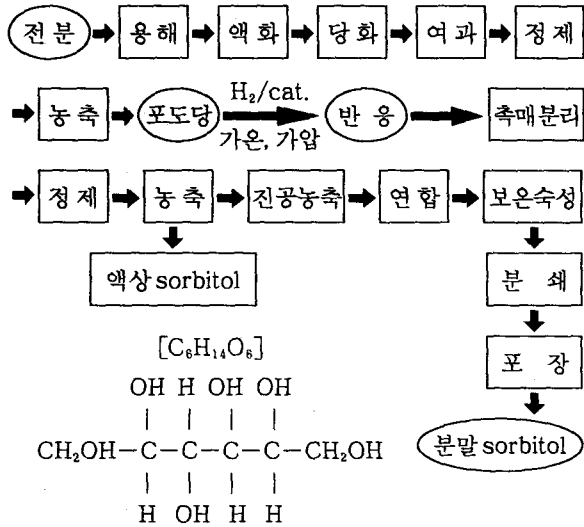 전분 용해 액화 당화 여과 정제
농축 포도당 H₂/cat. 가온, 가압 반응 촉매분리
정제 농축 진공농축 연합 보온숙성
액상 sorbitol 분쇄
[C₆H₁₄O₆] 포장
OH H OH OH
CH₂OH–C–C–C–C–CH₂OH 분말 sorbitol
H OH H H